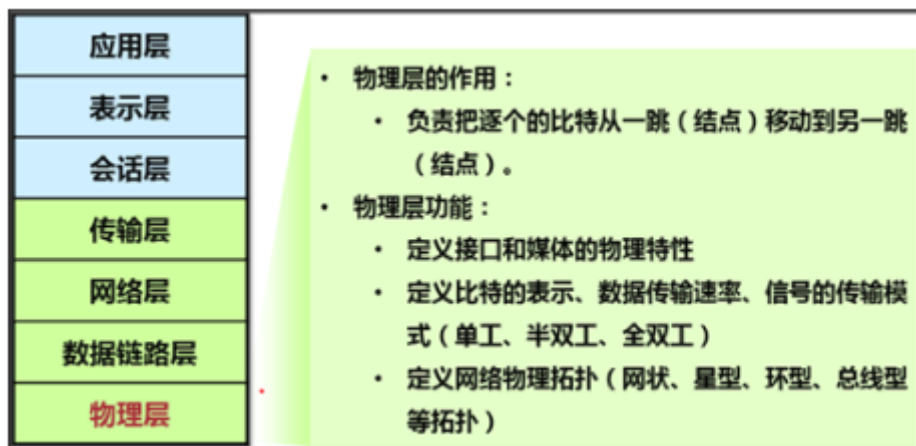 应用层
表示层
会话层
传输层
网络层
数据链路层
物理层
• 物理层的作用：
• 负责把逐个的比特从一跳（结点）移动到另一跳
（结点）。
• 物理层功能：
• 定义接口和媒体的物理特性
• 定义比特的表示、数据传输速率、信号的传输模
式（单工、半双工、全双工）
• 定义网络物理拓扑（网状、星型、环型、总线型
等拓扑）